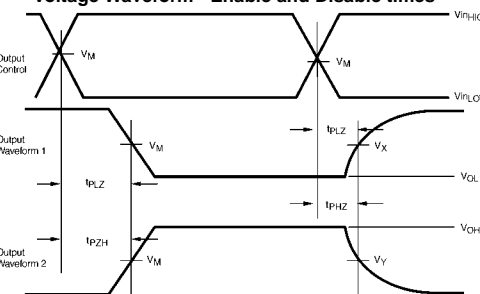 Voltage Waveform - Enable and Disable times
VinHIGH
Output
Control
VM
VM
VinLOW
tPLZ
Output
Waveform 1
VM
VX
tPLZ
VOL
tPHZ
tPZH
VOH
Output
Waveform 2
VM
VY